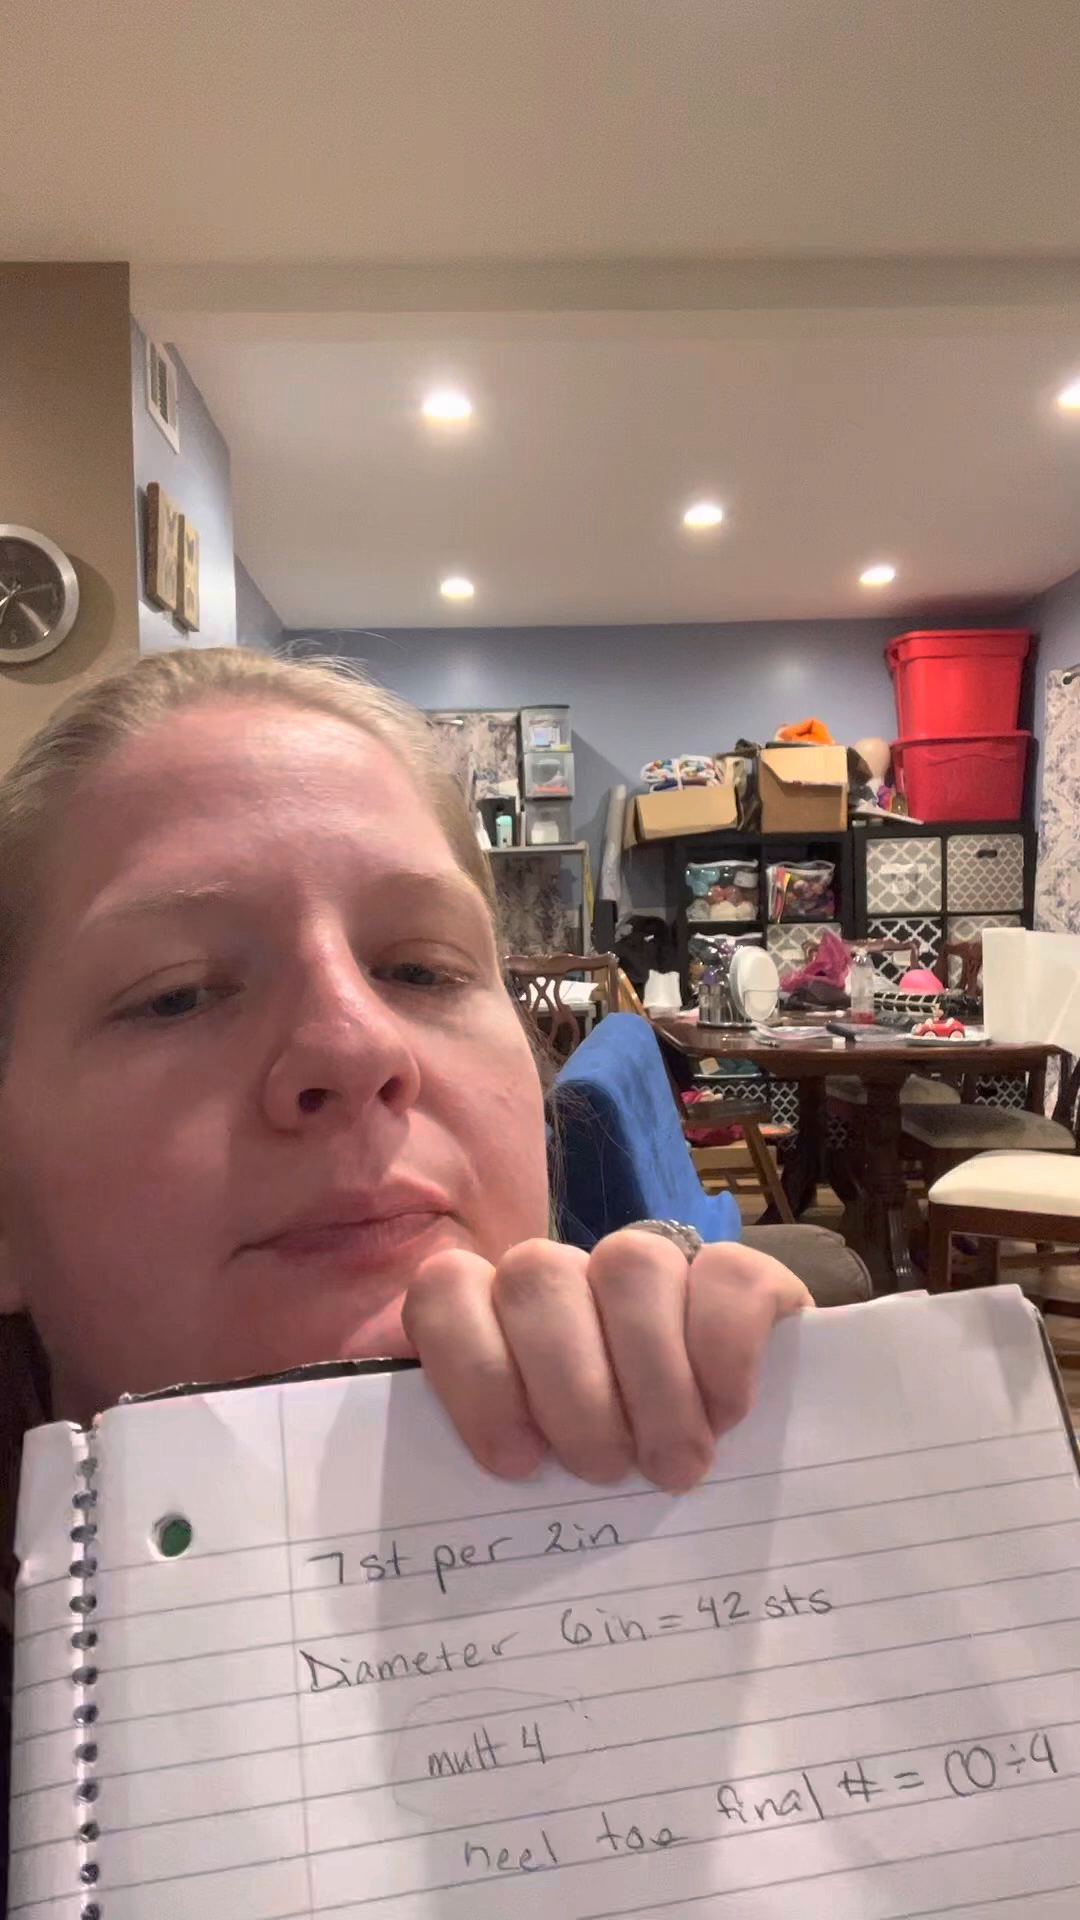 7 st per 2in
Diameter 6in = 42 sts
mult 4
heel toe final # = CO ÷ 4